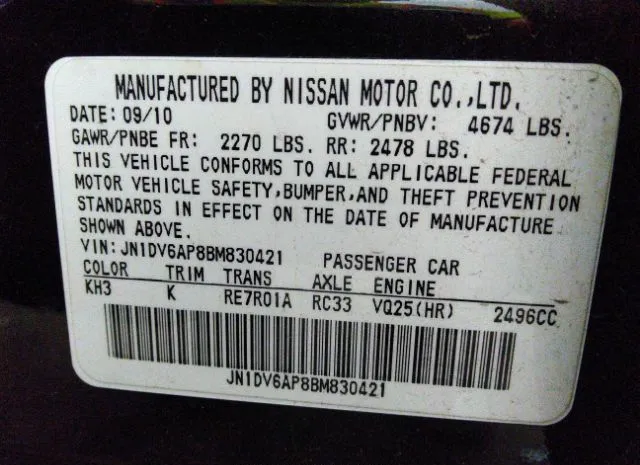 MANUFACTURED BY NISSAN MOTOR CO.,LTD.
DATE: 09/10 GVWR/PNBV: 4674 LBS.
GAWR/PNBE FR: 2270 LBS. RR: 2478 LBS.
THIS VEHICLE CONFORMS TO ALL APPLICABLE FEDERAL
MOTOR VEHICLE SAFETY,BUMPER,AND THEFT PREVENTION
STANDARDS IN EFFECT ON THE DATE OF MANUFACTURE
SHOWN ABOVE.
VIN: JN1DV6AP8BM830421 PASSENGER CAR
COLOR TRIM TRANS AXLE ENGINE
KH3 K RE7R01A RC33 VQ25(HR) 2496CC
JN1DV6AP8BM830421